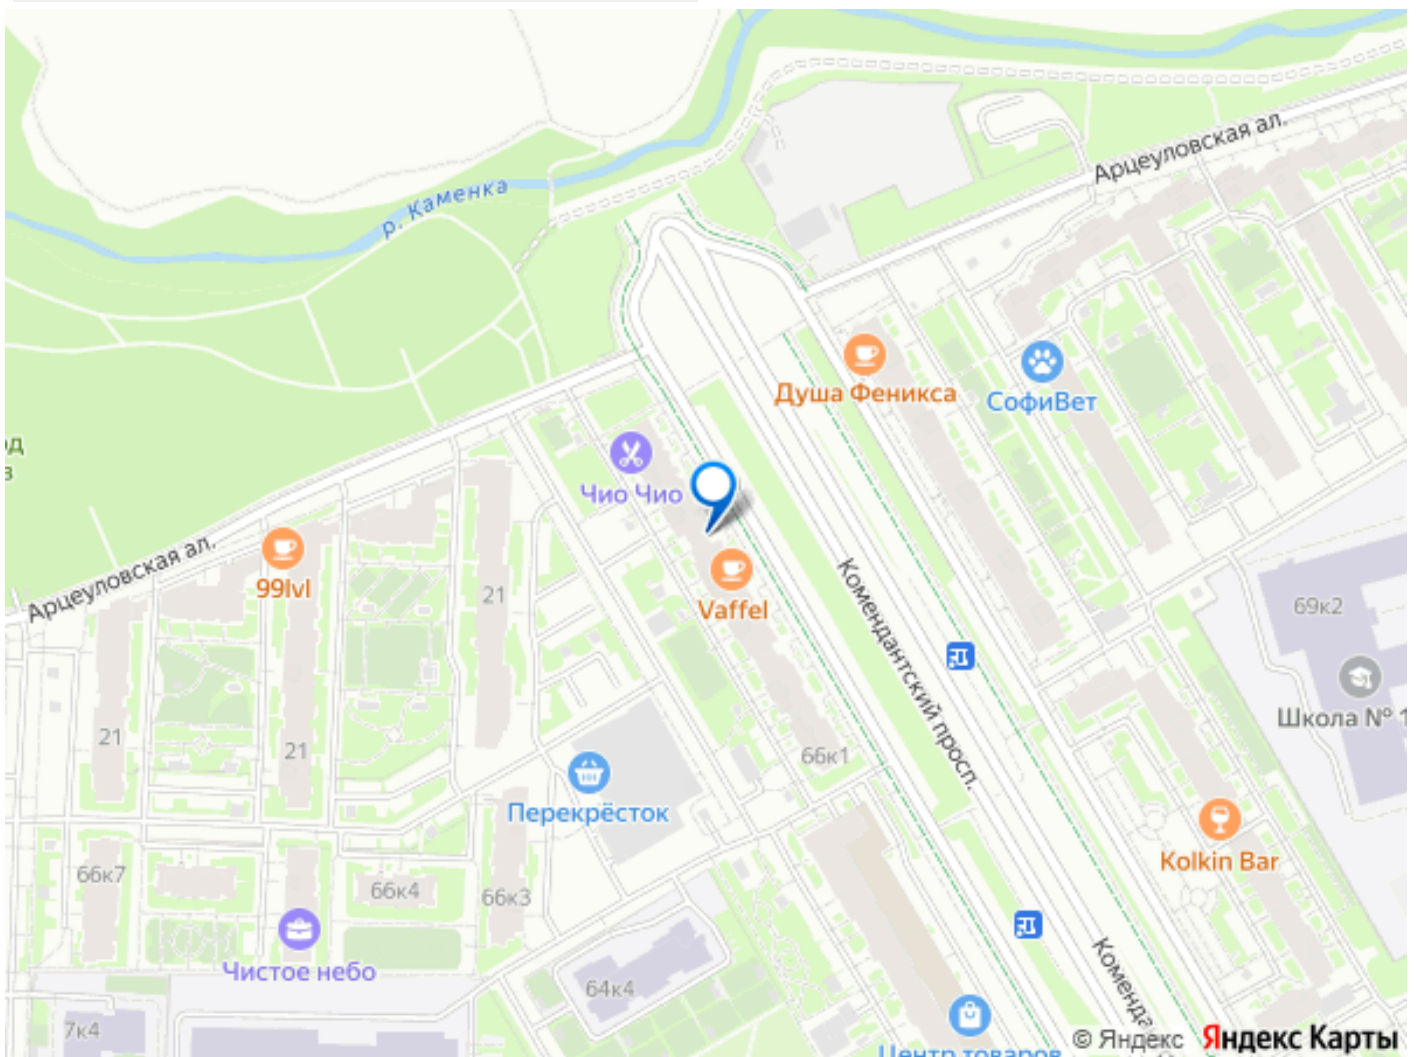 Арцеуловская ал.
р. Каменка
Душа Феникса
СофиВет
Чио Чио
Арцеуловская ал.
99lvl
21
Vaffel
Комендантский просп.
69к2
Школа № 1
21
21
66к1
Перекрёсток
Kolkin Bar
66к7
66к4
66к3
Чистое небо
64к4
7к4
Центр товаров
© Яндекс
Яндекс Карты